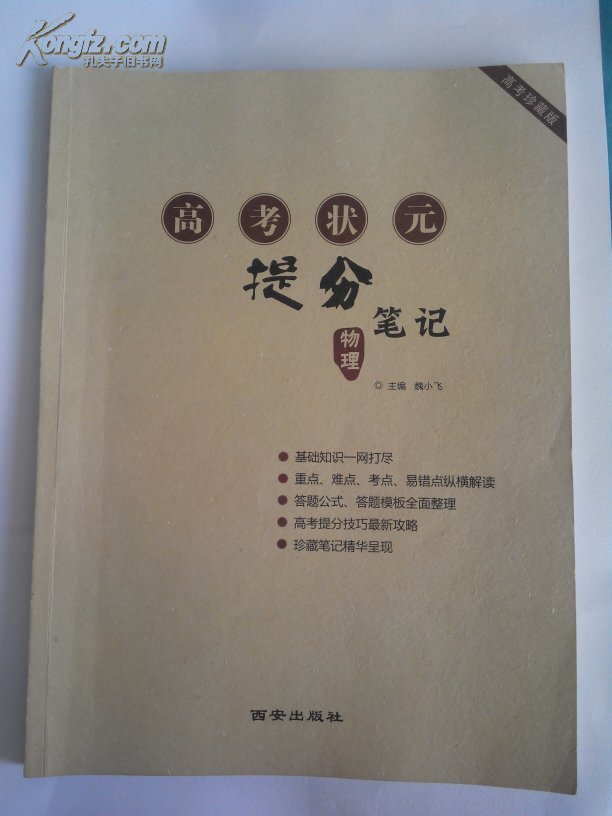 Kongfz.com
孔夫子旧书网
高考珍藏版
高考状元
提分
笔记
物理
◎ 主编 魏小飞
● 基础知识一网打尽
● 重点、难点、考点、易错点纵横解读
● 答题公式、答题模板全面整理
● 高考提分技巧最新攻略
● 珍藏笔记精华呈现
西安出版社